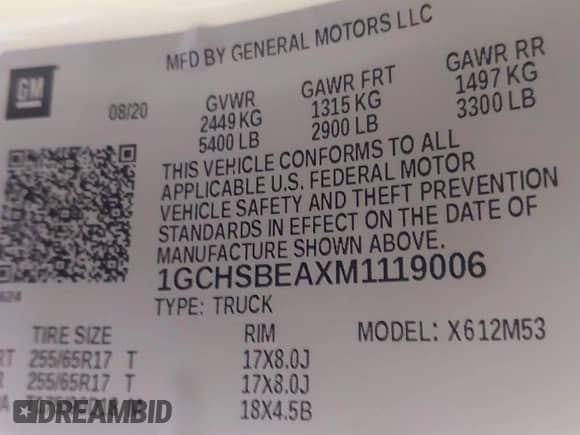 MFD BY GENERAL MOTORS LLC
GM
08/20
GVWR GAWR FRT GAWR RR
2449 KG 1315 KG 1497 KG
5400 LB 2900 LB 3300 LB
THIS VEHICLE CONFORMS TO ALL
APPLICABLE U.S. FEDERAL MOTOR
VEHICLE SAFETY AND THEFT PREVENTION
STANDARDS IN EFFECT ON THE DATE OF
MANUFACTURE SHOWN ABOVE.
1GCHSBEAXM1119006
TYPE: TRUCK
TIRE SIZE RIM MODEL: X612M53
RT 255/65R17 T 17X8.0J
R 255/65R17 T 17X8.0J
18X4.5B
DREAMBID